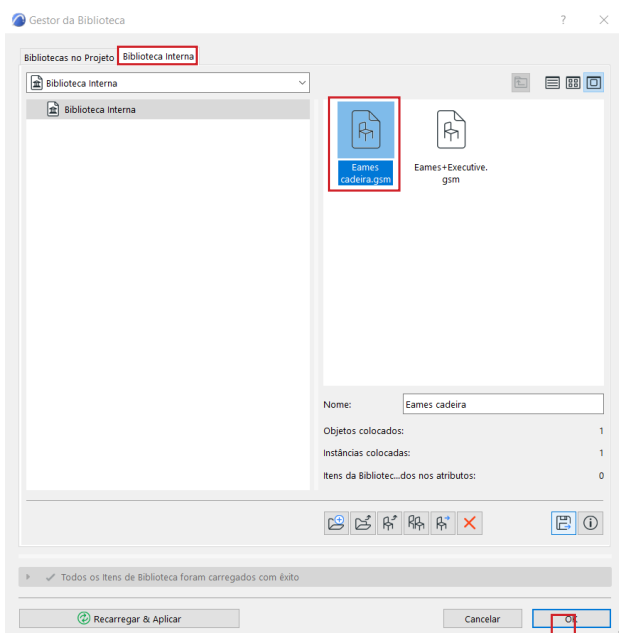 Gestor da Biblioteca
Bibliotecas no Projeto
Biblioteca Interna
Biblioteca Interna
Biblioteca Interna
Eames
cadeira.gsm
Eames+Executive.
gsm
Nome:
Eames cadeira
Objetos colocados:
1
Instâncias colocadas:
1
Itens da Bibliotec...dos nos atributos:
0
Todos os Itens de Biblioteca foram carregados com êxito
Recarregar & Aplicar
Cancelar
OK